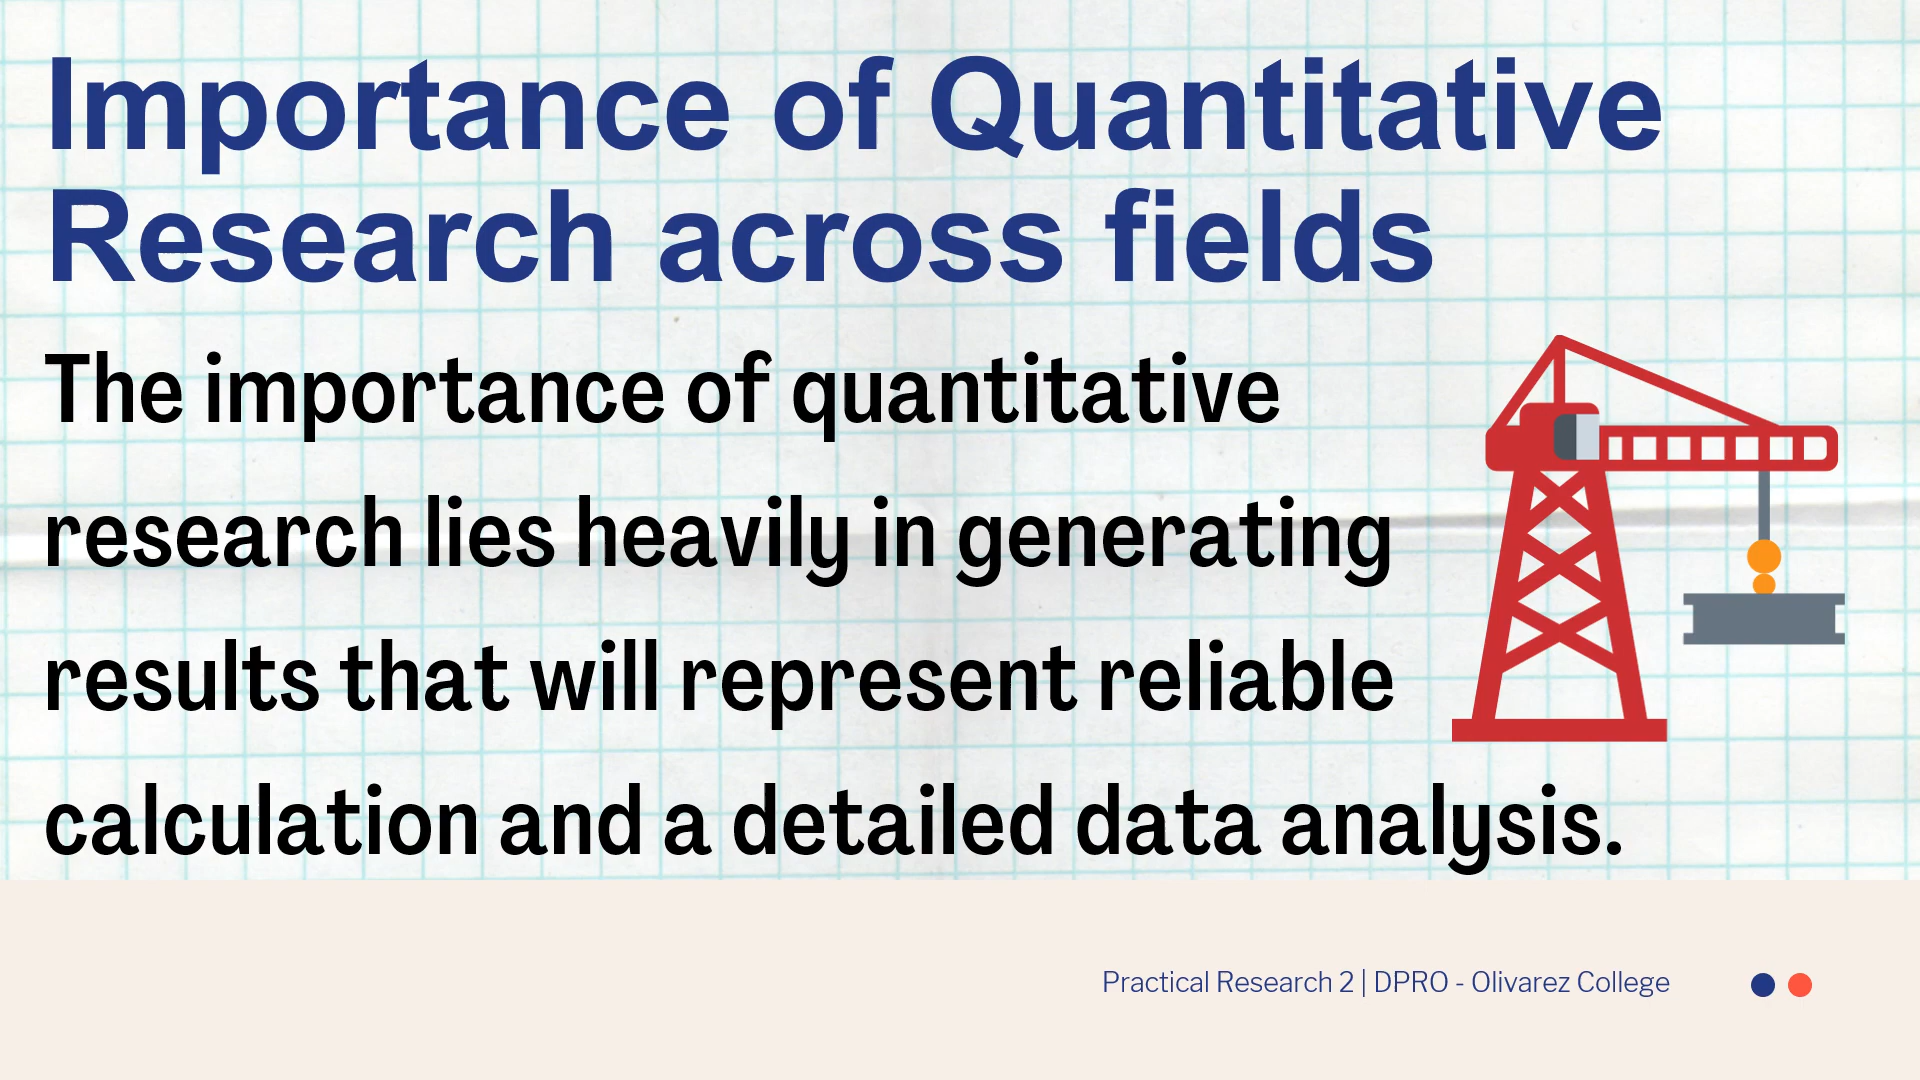 Importance of Quantitative
Research across fields
The importance of quantitative
research lies heavily in generating
results that will represent reliable
calculation and a detailed data analysis.
Practical Research 2 | DPRO - Olivarez College